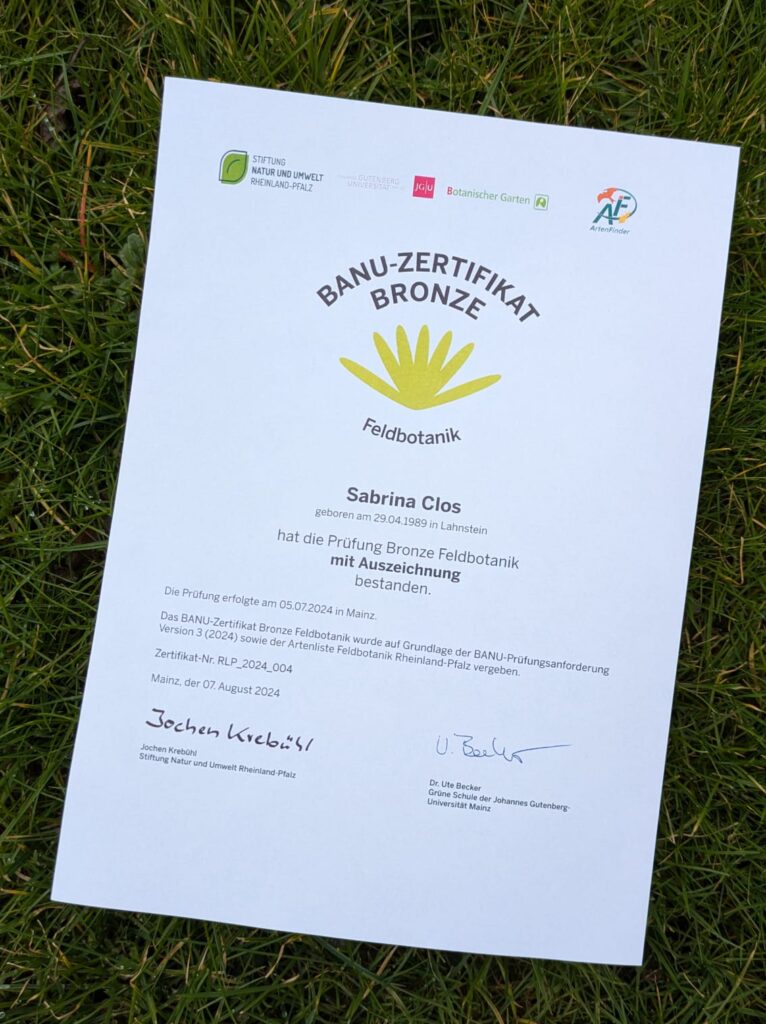 STIFTUNG
NATUR UND UMWELT
RHEINLAND-PFALZ
GUTENBERG
UNIVERSITÄT
JG|U
Botanischer Garten
AF
ArtenFinder
BANU-ZERTIFIKAT
BRONZE
Feldbotanik
Sabrina Clos
geboren am 29.04.1989 in Lahnstein
hat die Prüfung Bronze Feldbotanik
mit Auszeichnung
bestanden.
Die Prüfung erfolgte am 05.07.2024 in Mainz.
Das BANU-Zertifikat Bronze Feldbotanik wurde auf Grundlage der BANU-Prüfungsanforderung
Version 3 (2024) sowie der Artenliste Feldbotanik Rheinland-Pfalz vergeben.
Zertifikat-Nr. RLP_2024_004
Mainz, der 07. August 2024
Jochen Krebühl
Jochen Krebühl
Stiftung Natur und Umwelt Rheinland-Pfalz
U. Becker
Dr. Ute Becker
Grüne Schule der Johannes Gutenberg-
Universität Mainz